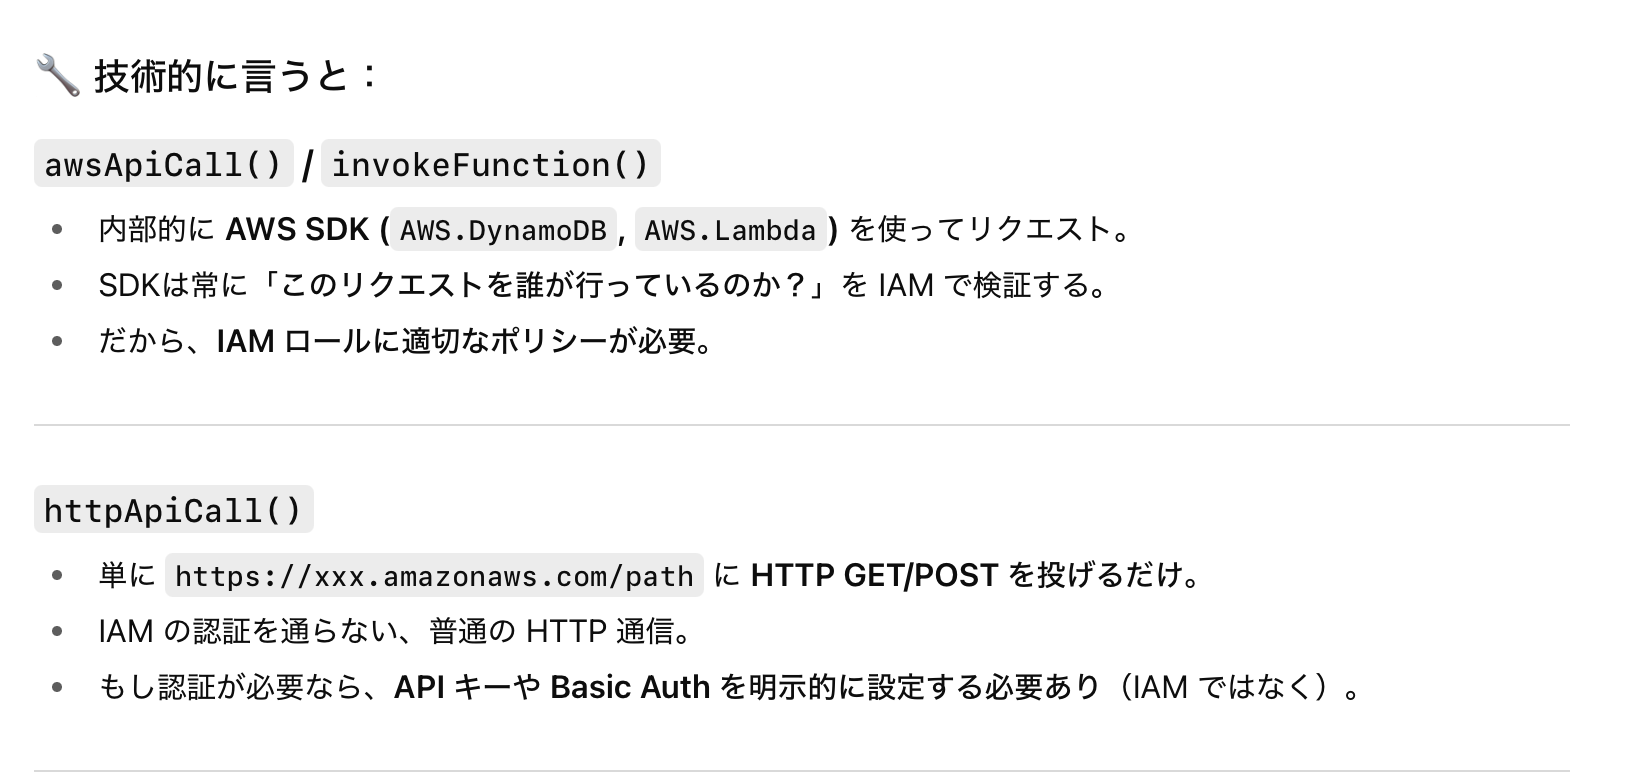 🔧 技術的に言うと：
awsApiCall() / invokeFunction()
• 内部的に AWS SDK (AWS.DynamoDB, AWS.Lambda) を使ってリクエスト。
• SDKは常に「このリクエストを誰が行っているのか？」を IAM で検証する。
• だから、IAM ロールに適切なポリシーが必要。
httpApiCall()
• 単に https://xxx.amazonaws.com/path に HTTP GET/POST を投げるだけ。
• IAM の認証を通らない、普通の HTTP 通信。
• もし認証が必要なら、API キーや Basic Auth を明示的に設定する必要あり（IAM ではなく）。